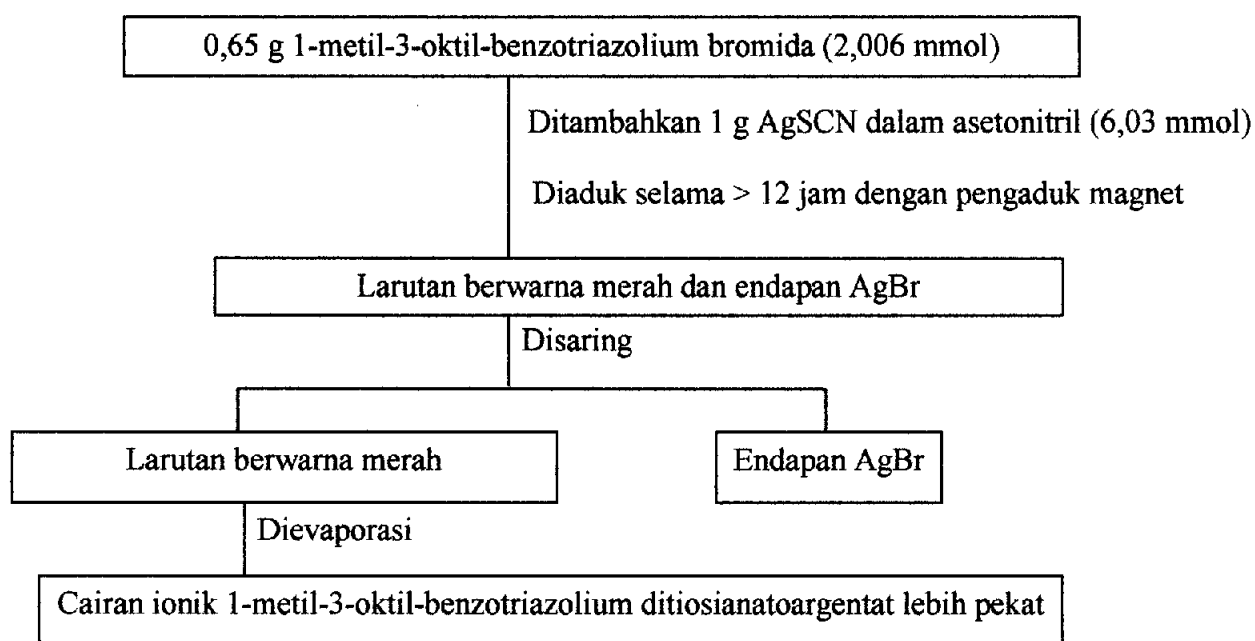 0,65 g 1-metil-3-oktil-benzotriazolium bromida (2,006 mmol)
Ditambahkan 1 g AgSCN dalam asetonitril (6,03 mmol)
Diaduk selama > 12 jam dengan pengaduk magnet
Larutan berwarna merah dan endapan AgBr
Disaring
Larutan berwarna merah
Endapan AgBr
Dievaporasi
Cairan ionik 1-metil-3-oktil-benzotriazolium ditiosianatoargentat lebih pekat